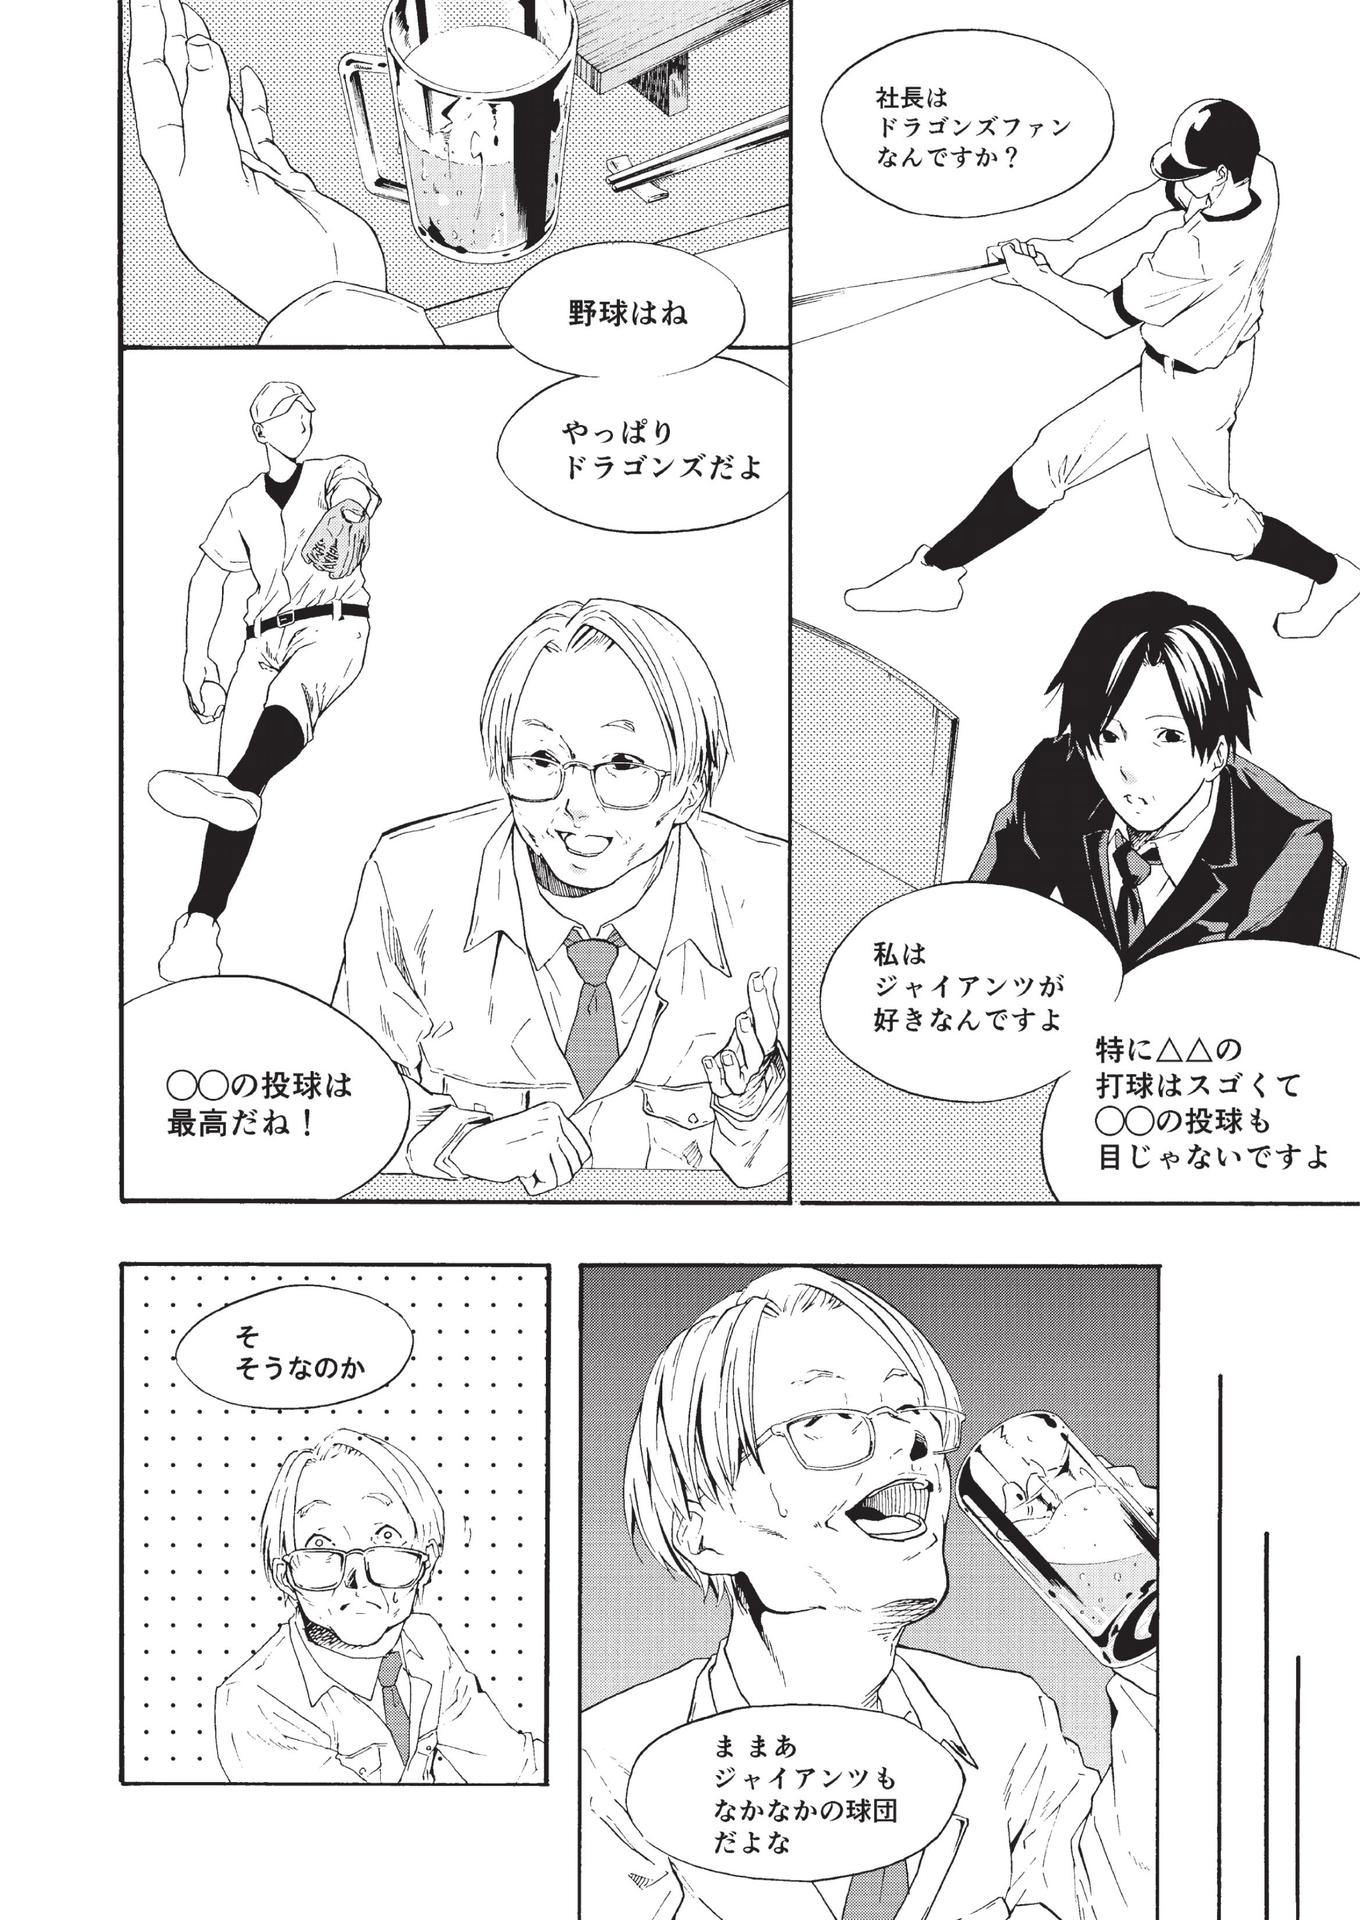 野球はね
やっぱり
ドラゴンズだよ
◯◯の投球は
最高だね！
社長は
ドラゴンズファン
なんですか？
私は
ジャイアンツが
好きなんですよ
特に△△の
打球はスゴくて
◯◯の投球も
目じゃないですよ
そ
そうなのか
ま まあ
ジャイアンツも
なかなかの球団
だよな